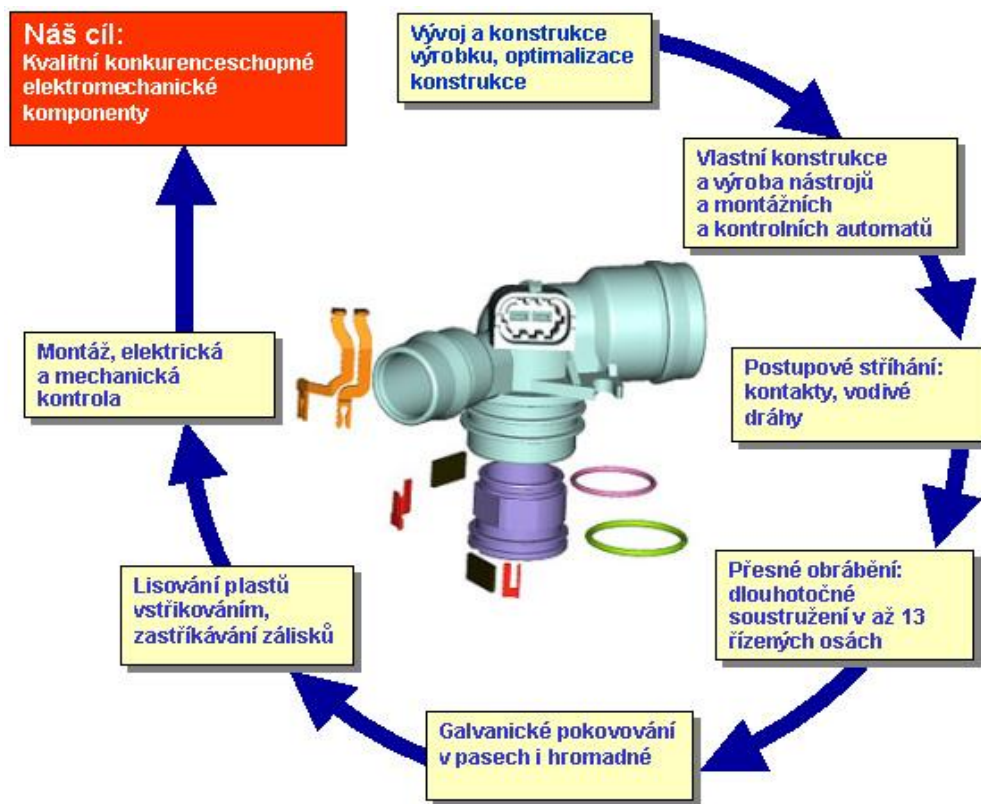 Náš cíl:
Kvalitní konkurenceschopné
elektromechanické
komponenty
Vývoj a konstrukce
výrobku, optimalizace
konstrukce
Vlastní konstrukce
a výroba nástrojů
a montážních
a kontrolních automatů
Postupové stříhání:
kontakty, vodivé
dráhy
Přesné obrábění:
dlouhotočné
soustružení v až 13
řízených osách
Galvanické pokovování
v pasech i hromadné
Lisování plastů
vstřikováním,
zastříkávání zálisků
Montáž, elektrická
a mechanická
kontrola